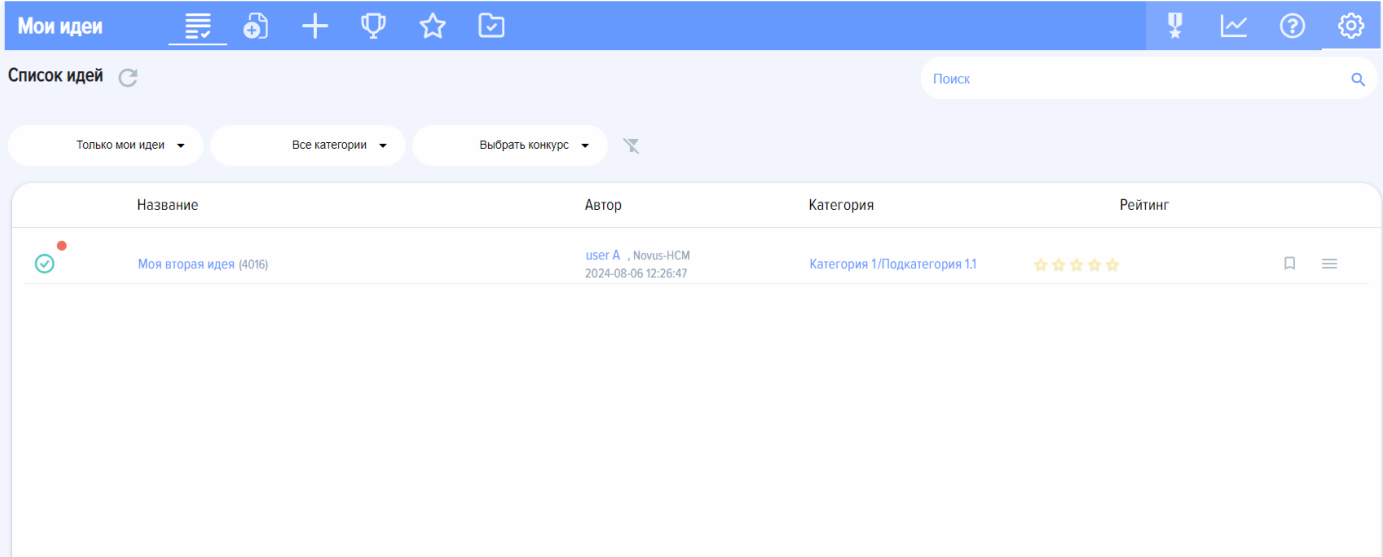 Мои идеи
Список идей
Поиск
Только мои идеи
Все категории
Выбрать конкурс
Название Автор Категория Рейтинг
Моя вторая идея (4016)
user A , Novus-HCM
2024-08-06 12:26:47
Категория 1/Подкатегория 1.1